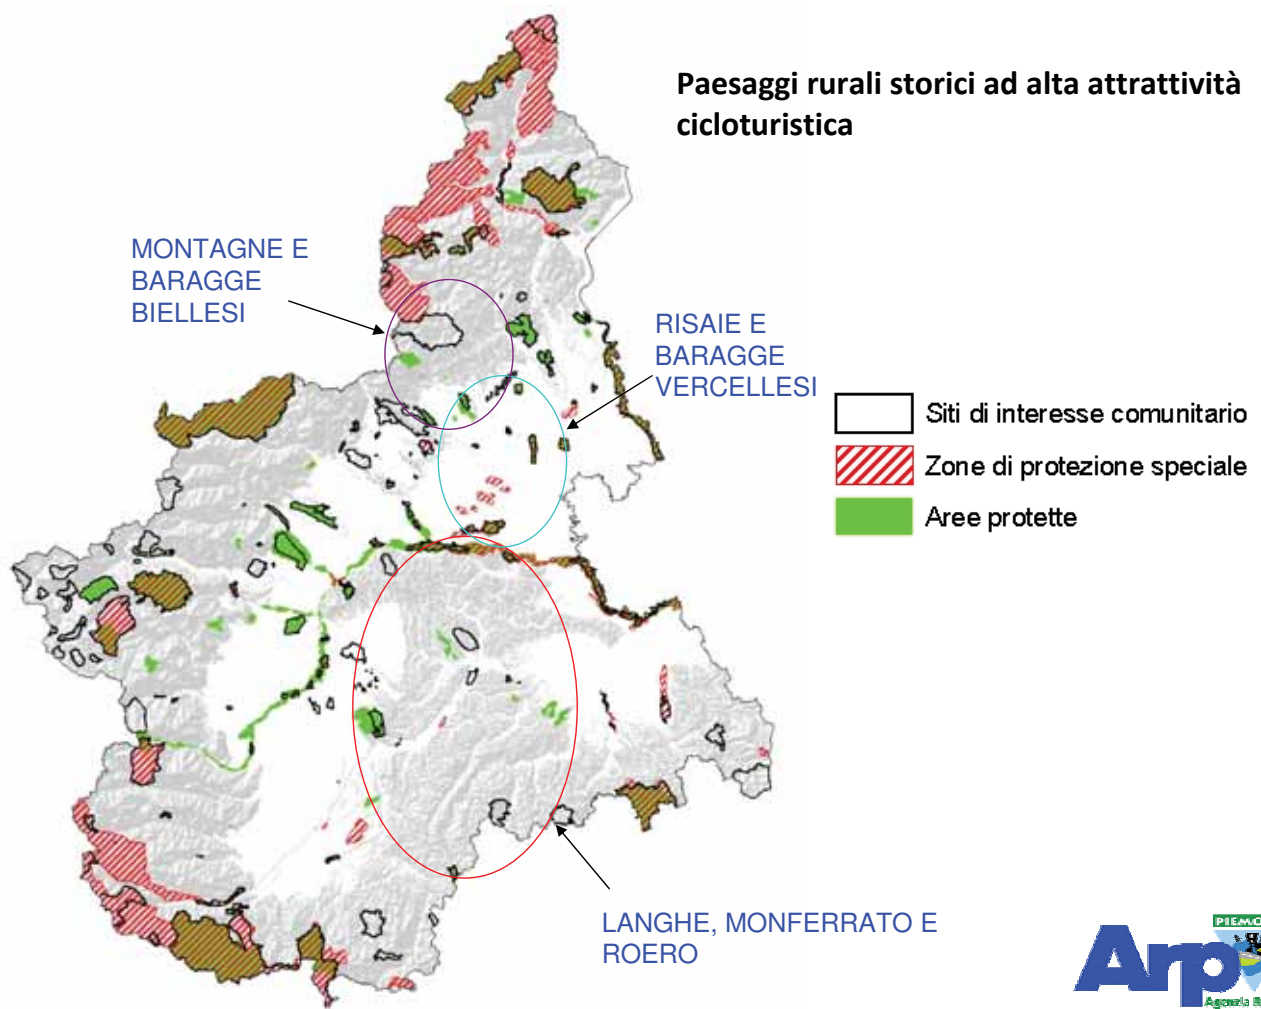 Paesaggi rurali storici ad alta attrattività
cicloturistica
MONTAGNE E
BARAGGE
BIELLESI
RISAIE E
BARAGGE
VERCELLESI
Siti di interesse comunitario
Zone di protezione speciale
Aree protette
LANGHE, MONFERRATO E
ROERO
Arp